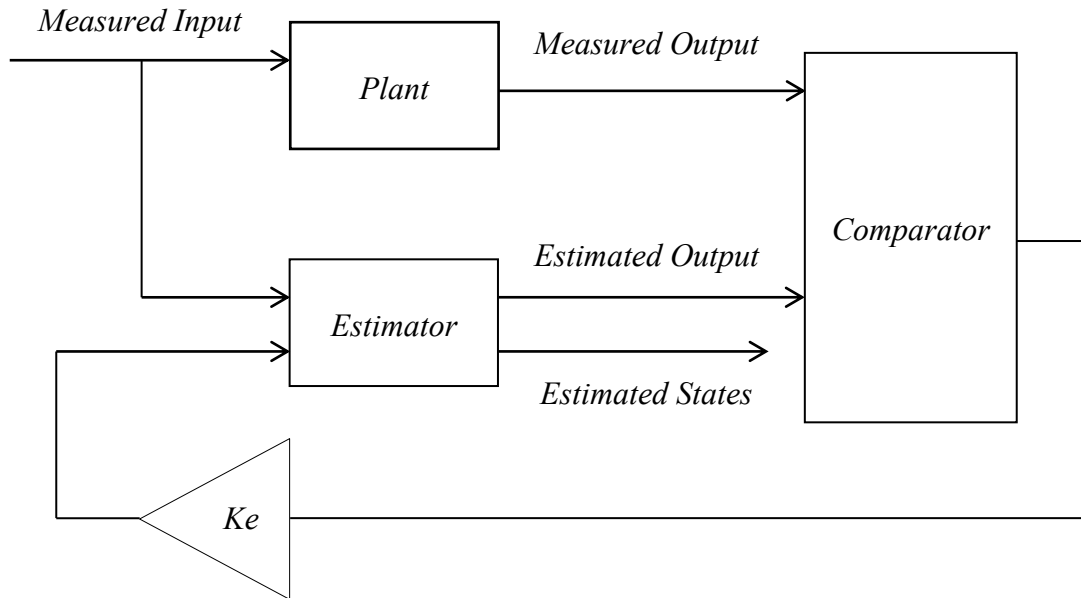 Measured Input
Measured Output
Plant
Comparator
Estimated Output
Estimator
Estimated States
Ke